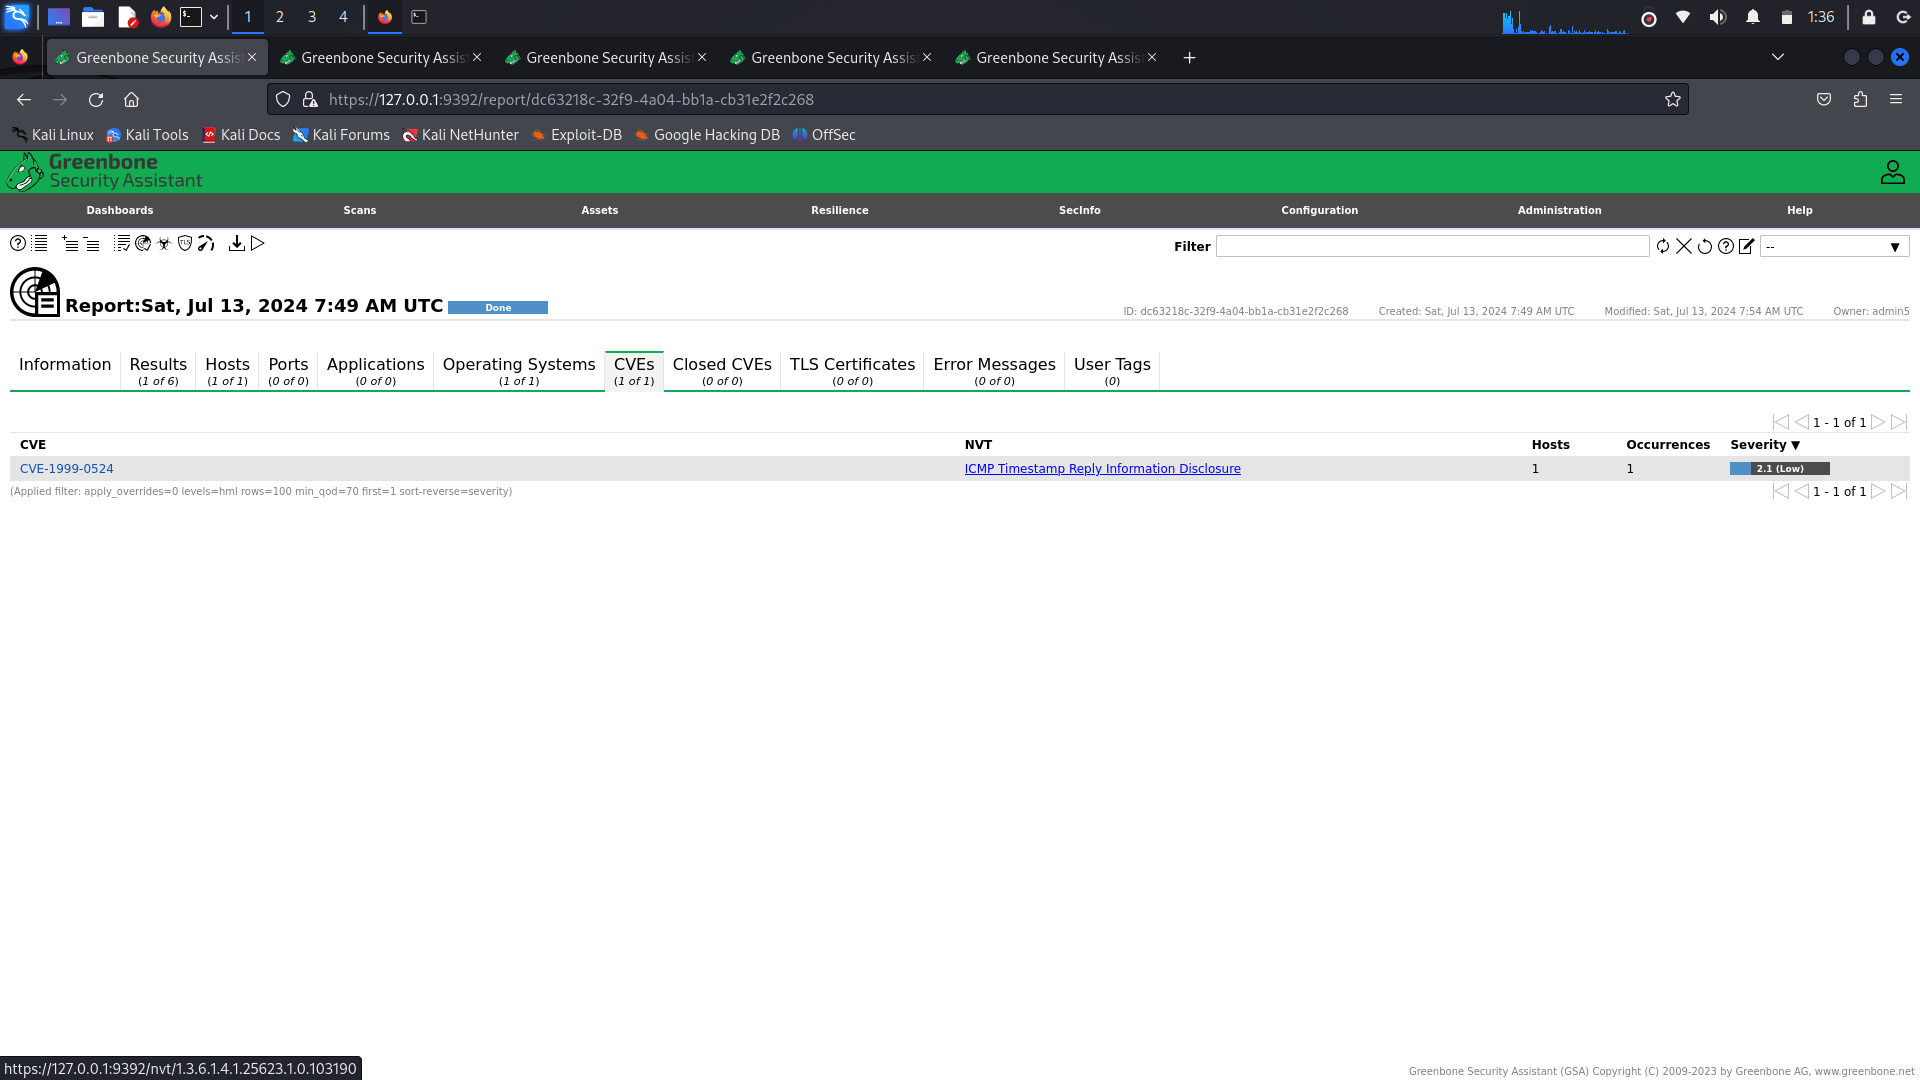 1 2 3 4 1:36
Greenbone Security Assis Greenbone Security Assis Greenbone Security Assis Greenbone Security Assis Greenbone Security Assis
https://127.0.0.1:9392/report/dc63218c-32f9-4a04-bb1a-cb31e2f2c268
Kali Linux Kali Tools Kali Docs Kali Forums Kali NetHunter Exploit-DB Google Hacking DB OffSec
Greenbone
Security Assistant
Dashboards Scans Assets Resilience SecInfo Configuration Administration Help
Filter --
Report:Sat, Jul 13, 2024 7:49 AM UTC Done ID: dc63218c-32f9-4a04-bb1a-cb31e2f2c268 Created: Sat, Jul 13, 2024 7:49 AM UTC Modified: Sat, Jul 13, 2024 7:54 AM UTC Owner: admin5
Information Results Hosts Ports Applications Operating Systems CVEs Closed CVEs TLS Certificates Error Messages User Tags
(1 of 6) (1 of 1) (0 of 0) (0 of 0) (1 of 1) (1 of 1) (0 of 0) (0 of 0) (0 of 0) (0)
1 - 1 of 1
CVE NVT Hosts Occurrences Severity ▼
CVE-1999-0524 ICMP Timestamp Reply Information Disclosure 1 1 2.1 (Low)
(Applied filter: apply_overrides=0 levels=hml rows=100 min_qod=70 first=1 sort-reverse=severity) 1 - 1 of 1
https://127.0.0.1:9392/nvt/1.3.6.1.4.1.25623.1.0.103190
Greenbone Security Assistant (GSA) Copyright (C) 2009-2023 by Greenbone AG, www.greenbone.net